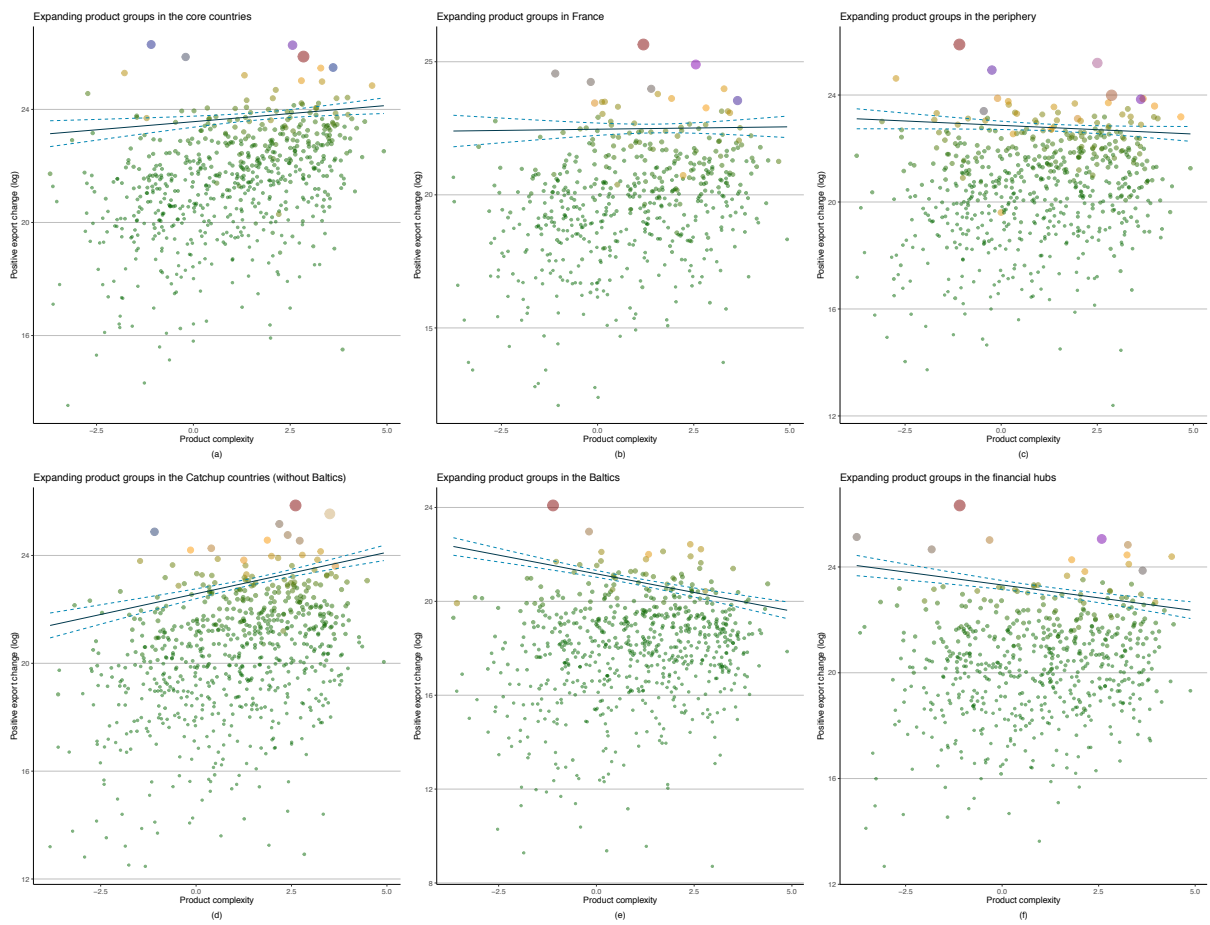 Expanding product groups in the core countries
Positive export change (log)
24
20
16
−2.5 0.0 2.5 5.0
Product complexity
(a)
Expanding product groups in France
Positive export change (log)
25
20
15
−2.5 0.0 2.5 5.0
Product complexity
(b)
Expanding product groups in the periphery
Positive export change (log)
24
20
16
12
−2.5 0.0 2.5 5.0
Product complexity
(c)
Expanding product groups in the Catchup countries (without Baltics)
Positive export change (log)
24
20
16
12
−2.5 0.0 2.5 5.0
Product complexity
(d)
Expanding product groups in the Baltics
Positive export change (log)
24
20
16
12
8
−2.5 0.0 2.5 5.0
Product complexity
(e)
Expanding product groups in the financial hubs
Positive export change (log)
24
20
16
12
−2.5 0.0 2.5 5.0
Product complexity
(f)